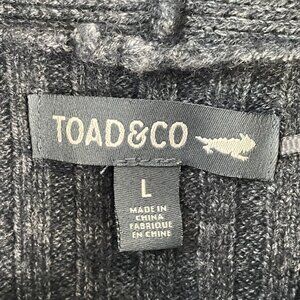 TOAD&CO
L
MADE IN
CHINA
FABRIQUÉ
EN CHINE